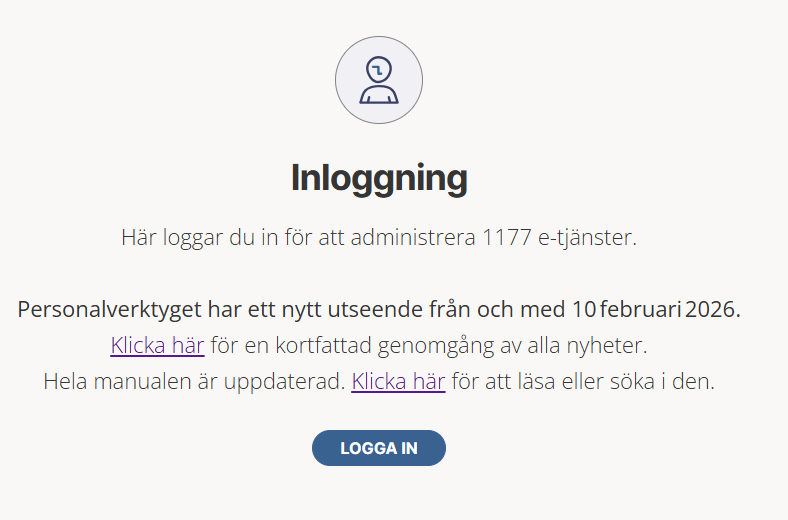 Inloggning
Här loggar du in för att administrera 1177 e-tjänster.
Personalverktyget har ett nytt utseende från och med 10 februari 2026.
Klicka här för en kortfattad genomgång av alla nyheter.
Hela manualen är uppdaterad. Klicka här för att läsa eller söka i den.
LOGGA IN